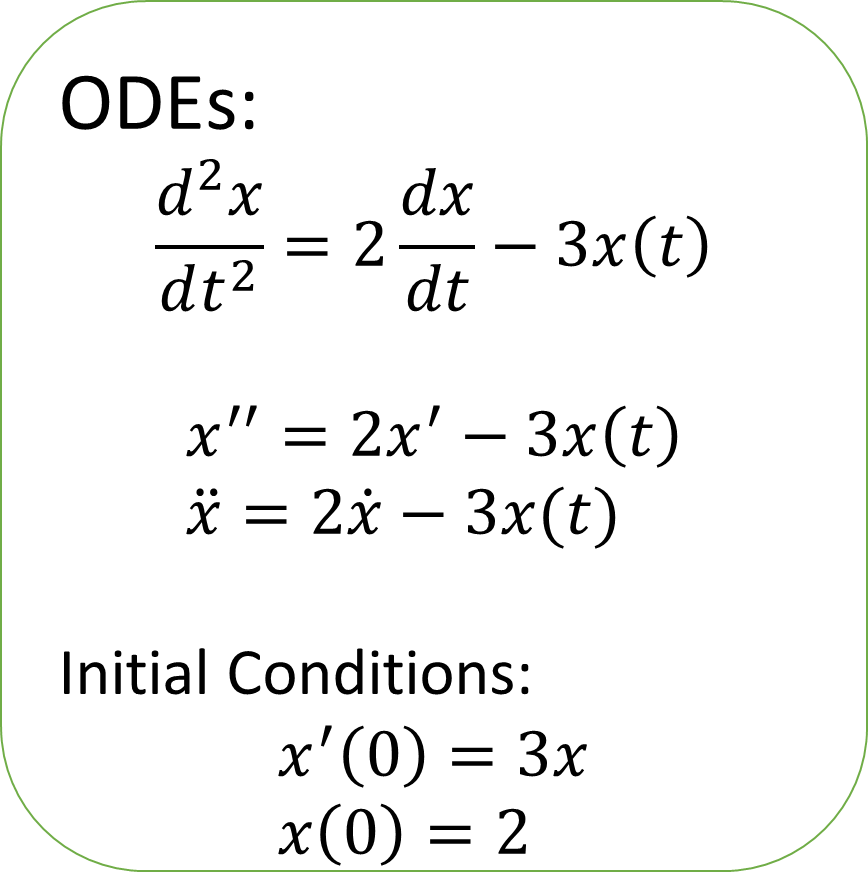 ODEs:
d²x/dt² = 2 dx/dt − 3x(t)
x′′ = 2x′ − 3x(t)
ẍ = 2ẋ − 3x(t)
Initial Conditions:
x′(0) = 3x
x(0) = 2